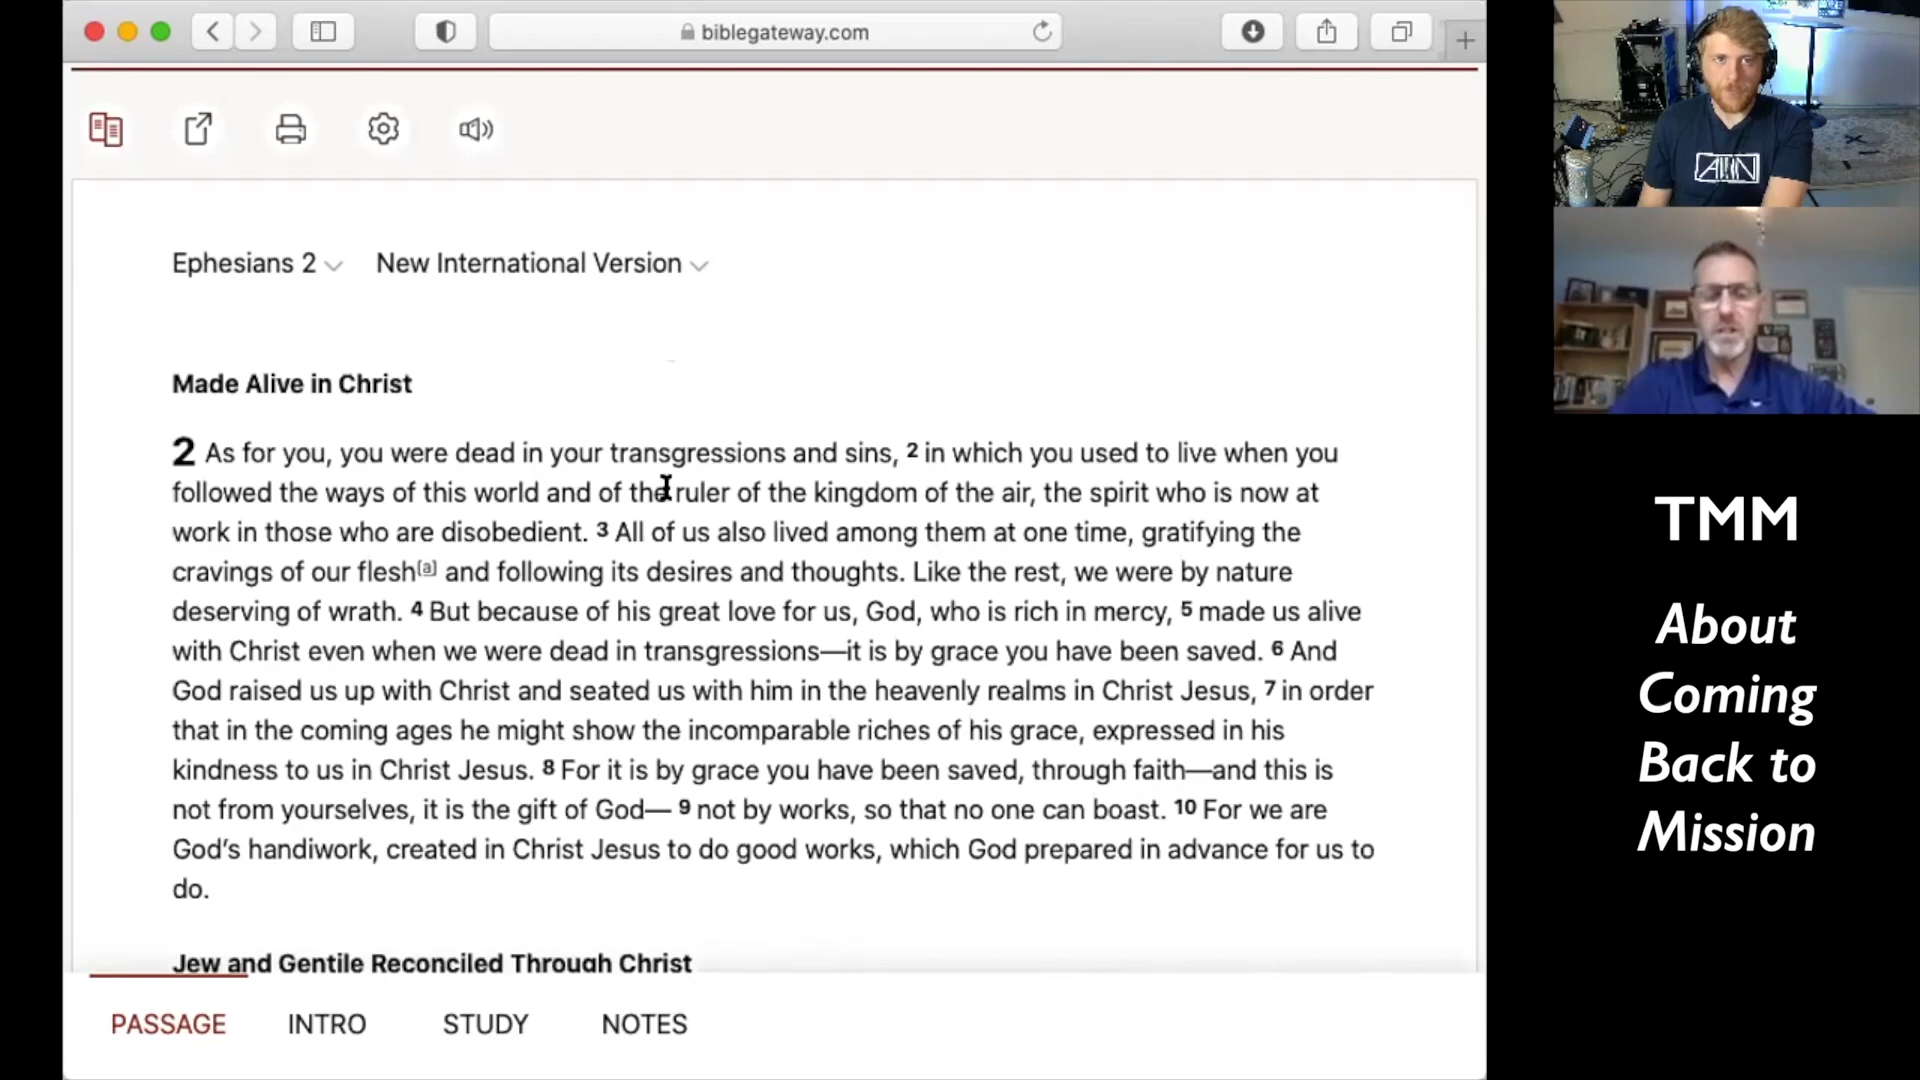 biblegateway.com
Ephesians 2 New International Version
Made Alive in Christ
2 As for you, you were dead in your transgressions and sins, 2 in which you used to live when you
followed the ways of this world and of the ruler of the kingdom of the air, the spirit who is now at
work in those who are disobedient. 3 All of us also lived among them at one time, gratifying the
cravings of our flesh[a] and following its desires and thoughts. Like the rest, we were by nature
deserving of wrath. 4 But because of his great love for us, God, who is rich in mercy, 5 made us alive
with Christ even when we were dead in transgressions—it is by grace you have been saved. 6 And
God raised us up with Christ and seated us with him in the heavenly realms in Christ Jesus, 7 in order
that in the coming ages he might show the incomparable riches of his grace, expressed in his
kindness to us in Christ Jesus. 8 For it is by grace you have been saved, through faith—and this is
not from yourselves, it is the gift of God— 9 not by works, so that no one can boast. 10 For we are
God’s handiwork, created in Christ Jesus to do good works, which God prepared in advance for us to
do.
Jew and Gentile Reconciled Through Christ
PASSAGE INTRO STUDY NOTES
TMM
About
Coming
Back to
Mission